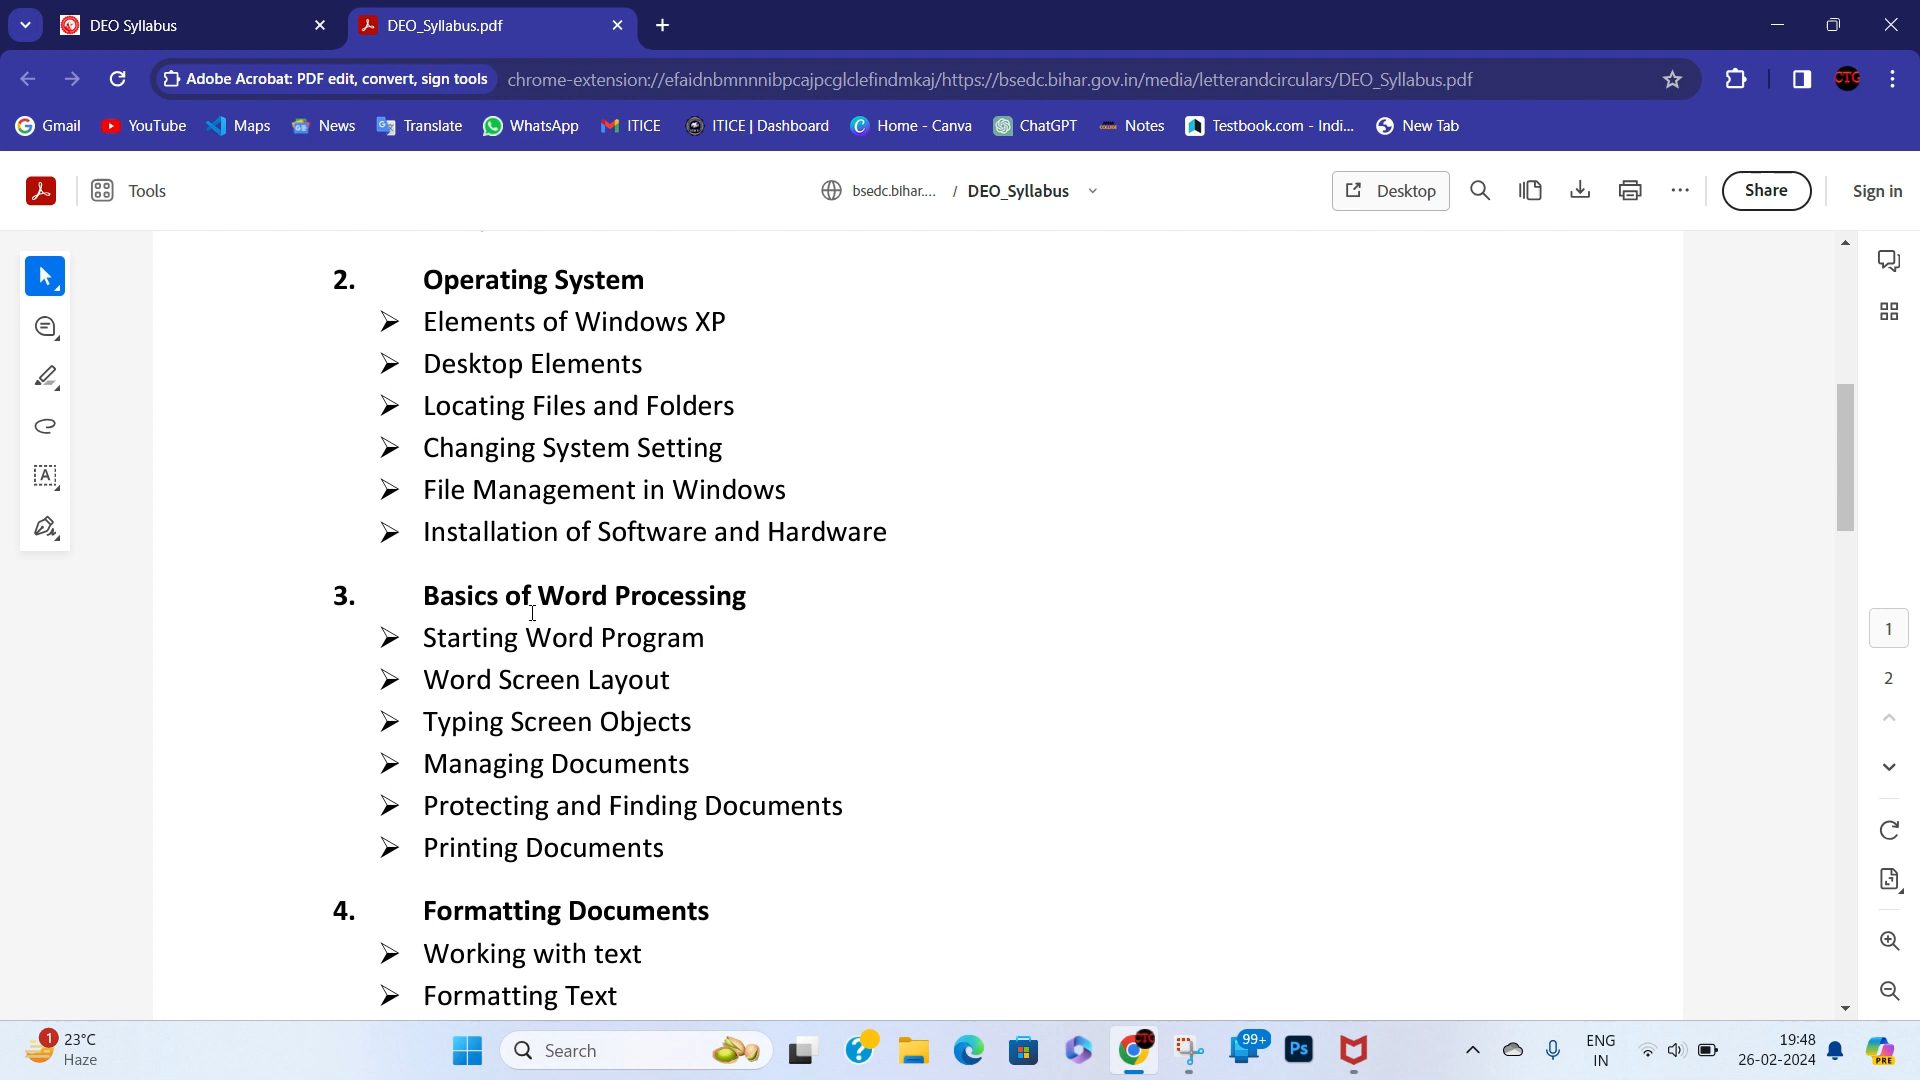 DEO Syllabus
DEO_Syllabus.pdf
Adobe Acrobat: PDF edit, convert, sign tools
chrome-extension://efaidnbmnnnibpcajpcglclefindmkaj/https://bsedc.bihar.gov.in/media/letterandcirculars/DEO_Syllabus.pdf
CTG
Gmail
YouTube
Maps
News
Translate
WhatsApp
ITICE
ITICE | Dashboard
Home - Canva
ChatGPT
Notes
Testbook.com - Indi...
New Tab
Tools
bsedc.bihar.... / DEO_Syllabus
Desktop
Share
Sign in
2. Operating System
Elements of Windows XP
Desktop Elements
Locating Files and Folders
Changing System Setting
File Management in Windows
Installation of Software and Hardware
3. Basics of Word Processing
Starting Word Program
Word Screen Layout
Typing Screen Objects
Managing Documents
Protecting and Finding Documents
Printing Documents
4. Formatting Documents
Working with text
Formatting Text
1
2
1
23°C
Haze
Search
CTG
99+
Ps
ENG
IN
19:48
26-02-2024
PRE